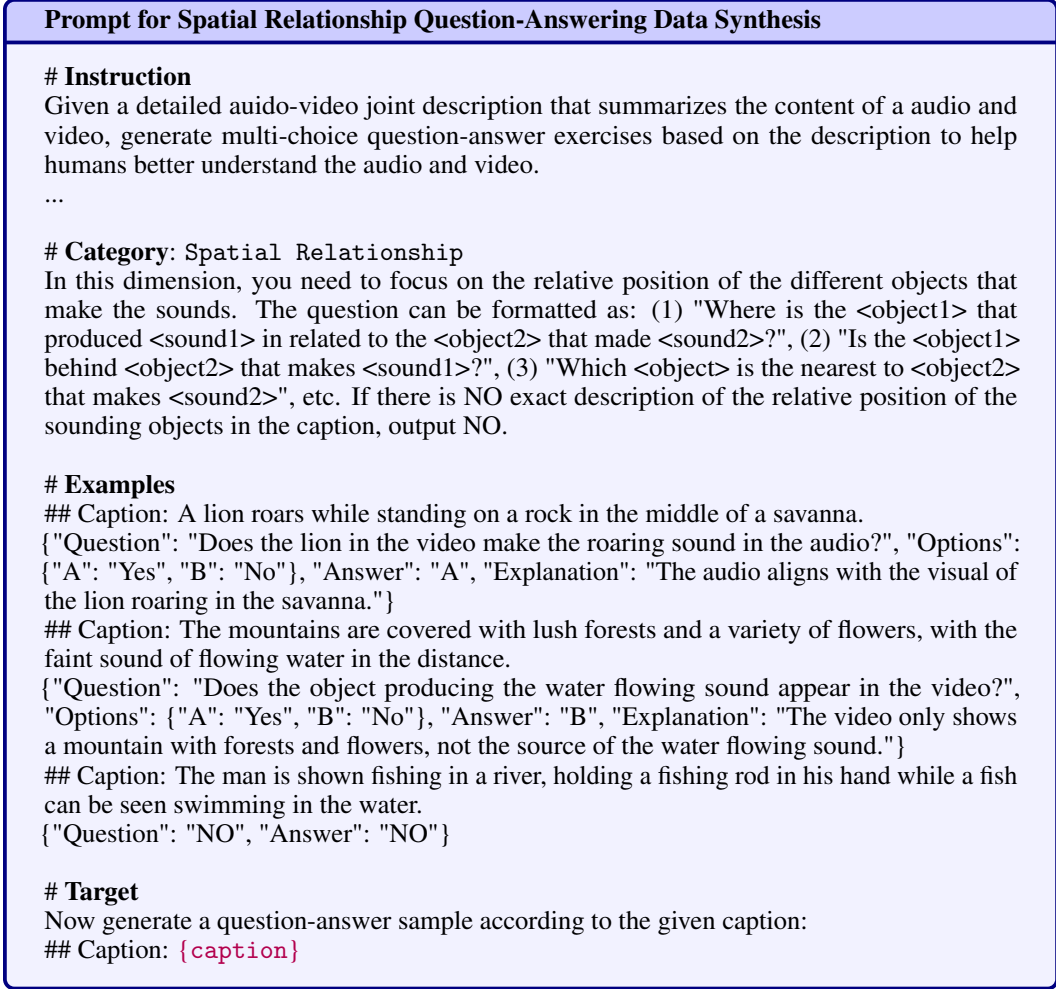 Prompt for Spatial Relationship Question-Answering Data Synthesis
# Instruction
Given a detailed auido-video joint description that summarizes the content of a audio and
video, generate multi-choice question-answer exercises based on the description to help
humans better understand the audio and video.
...
# Category: Spatial Relationship
In this dimension, you need to focus on the relative position of the different objects that
make the sounds. The question can be formatted as: (1) "Where is the <object1> that
produced <sound1> in related to the <object2> that made <sound2>?", (2) "Is the <object1>
behind <object2> that makes <sound1>?", (3) "Which <object> is the nearest to <object2>
that makes <sound2>", etc. If there is NO exact description of the relative position of the
sounding objects in the caption, output NO.
# Examples
## Caption: A lion roars while standing on a rock in the middle of a savanna.
{"Question": "Does the lion in the video make the roaring sound in the audio?", "Options":
{"A": "Yes", "B": "No"}, "Answer": "A", "Explanation": "The audio aligns with the visual of
the lion roaring in the savanna."}
## Caption: The mountains are covered with lush forests and a variety of flowers, with the
faint sound of flowing water in the distance.
{"Question": "Does the object producing the water flowing sound appear in the video?",
"Options": {"A": "Yes", "B": "No"}, "Answer": "B", "Explanation": "The video only shows
a mountain with forests and flowers, not the source of the water flowing sound."}
## Caption: The man is shown fishing in a river, holding a fishing rod in his hand while a fish
can be seen swimming in the water.
{"Question": "NO", "Answer": "NO"}
# Target
Now generate a question-answer sample according to the given caption:
## Caption: {caption}